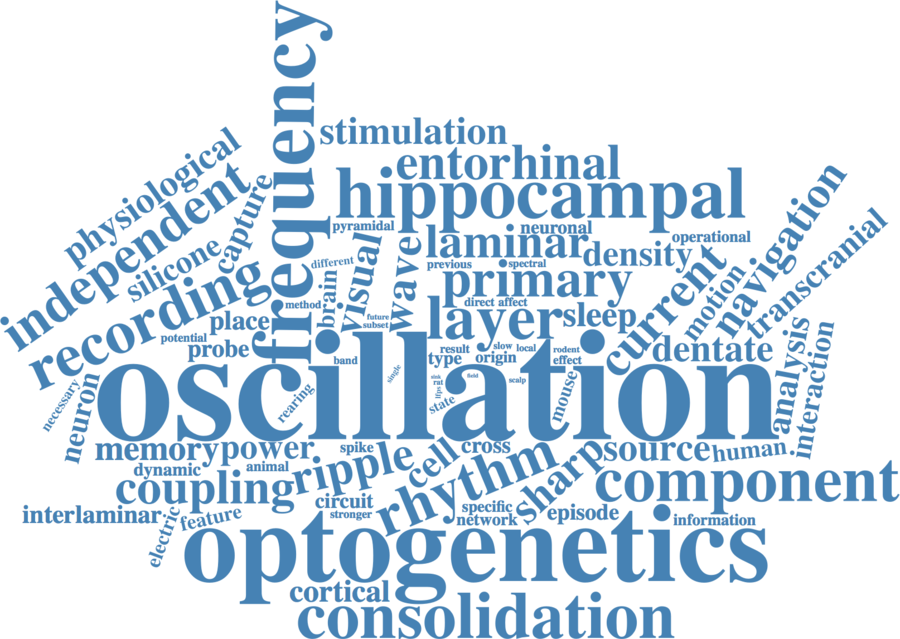 frequency
stimulation
physiological
entorhinal
independent
capture
hippocampal
navigation
pyramidal
neuronal
operational
transcranial
silicone
laminar
density
visual
wave
different
previous
spectral
recording
brain
primary
current
motion
method
direct affect
place
future
subset
layer
sleep
potential
probe
band
type
result
slow
local
rodent
origin
effect
dentate
analysis
interaction
oscillation
single
sink
rat
lfps
field
scalp
state
mouse
rearing
necessary
neuron
memory
power
spike
cell
cross
source
human
dynamic
animal
ripple
rhythm
sharp
component
coupling
circuit
stronger
specific
network
episode
information
interlaminar
electric
feature
optogenetics
cortical
consolidation